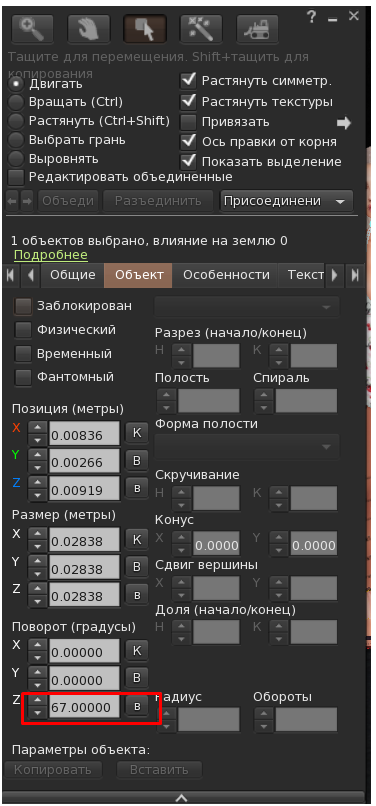 ? _ ×
Тащите для перемещения. Shift+тащить для
копирования
Двигать
Вращать (Ctrl)
Растянуть (Ctrl+Shift)
Выбрать грань
Выровнять
Редактировать объединенные
Растянуть симметр.
Растянуть текстуры
Привязать
Ось правки от корня
Показать выделение
Объеди Разъединить Присоединени
1 объектов выбрано, влияние на землю 0
Подробнее
Общие Объект Особенности Текст
Заблокирован
Физический
Временный
Фантомный
Позиция (метры)
X 0.00836 К
Y 0.00266 В
Z 0.00919 в
Размер (метры)
X 0.02838 К
Y 0.02838 В
Z 0.02838 в
Поворот (градусы)
X 0.00000 К
Y 0.00000 В
Z 67.00000 в
Разрез (начало/конец)
Н К
Полость Спираль
Форма полости
Скручивание
Н К
Конус
X 0.0000 Y 0.0000
Сдвиг вершины
X Y
Доля (начало/конец)
Н К
Радиус Обороты
Параметры объекта:
Копировать Вставить